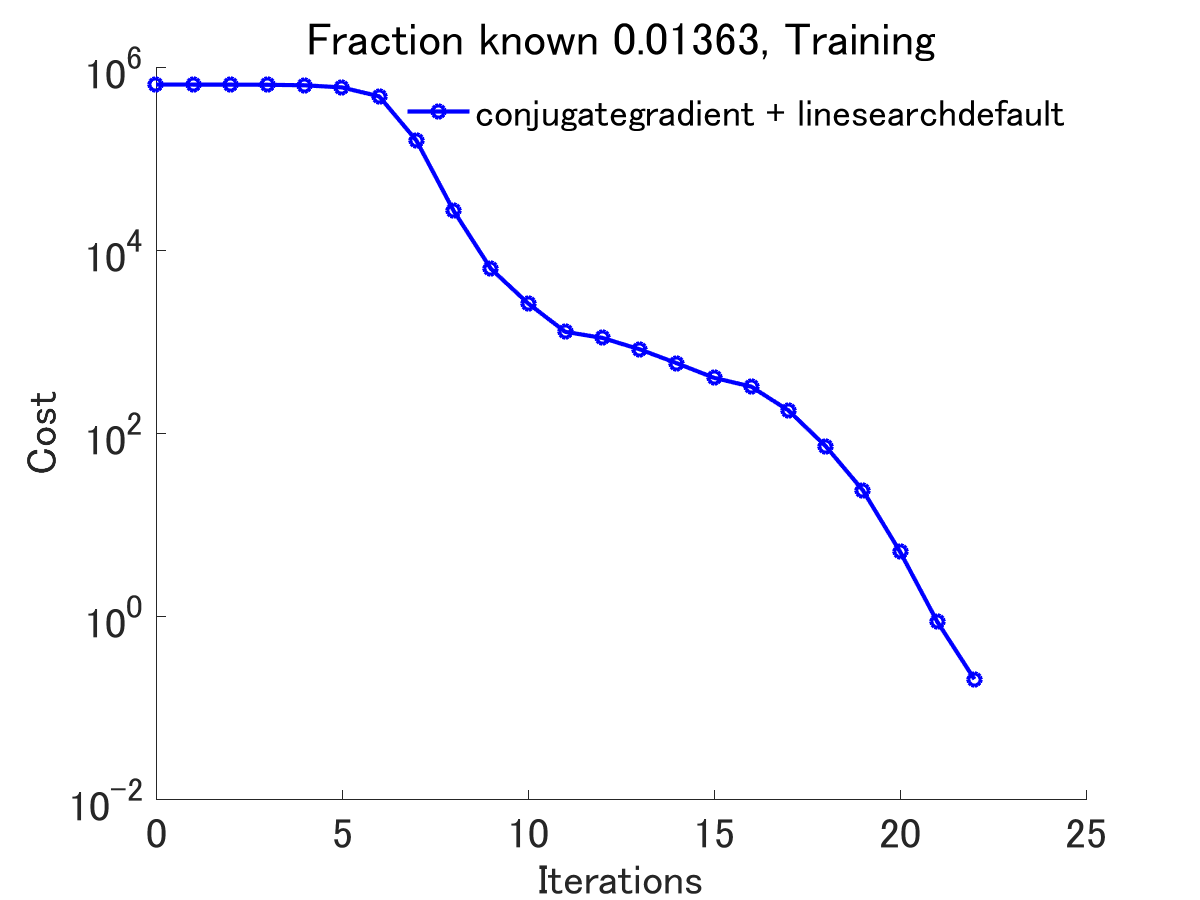 Fraction known 0.01363, Training
conjugategradient + linesearchdefault
10^6
10^4
10^2
10^0
10^-2
Cost
0 5 10 15 20 25
Iterations